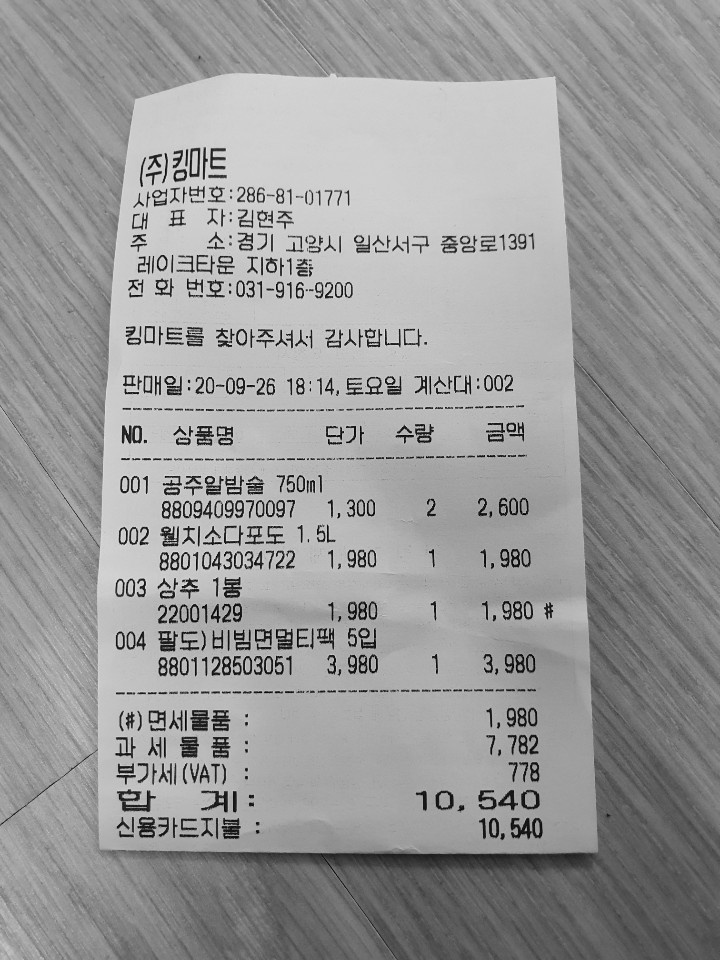 (주)킹마트
사업자번호:286-81-01771
대 표 자:김현주
주 소:경기 고양시 일산서구 중앙로1391
레이크타운 지하1층
전 화 번호:031-916-9200
킹마트를 찾아주셔서 감사합니다.
판매일:20-09-26 18:14,토요일 계산대:002
NO. 상품명 단가 수량 금액
001 공주알밤술 750ml
8809409970097 1,300 2 2,600
002 웰치소다포도 1.5L
8801043034722 1,980 1 1,980
003 상추 1봉
22001429 1,980 1 1,980 #
004 팔도)비빔면멀티팩 5입
8801128503051 3,980 1 3,980
(#)면세물품 : 1,980
과 세 물 품 : 7,782
부가세(VAT) : 778
합 계: 10,540
신용카드지불 : 10,540